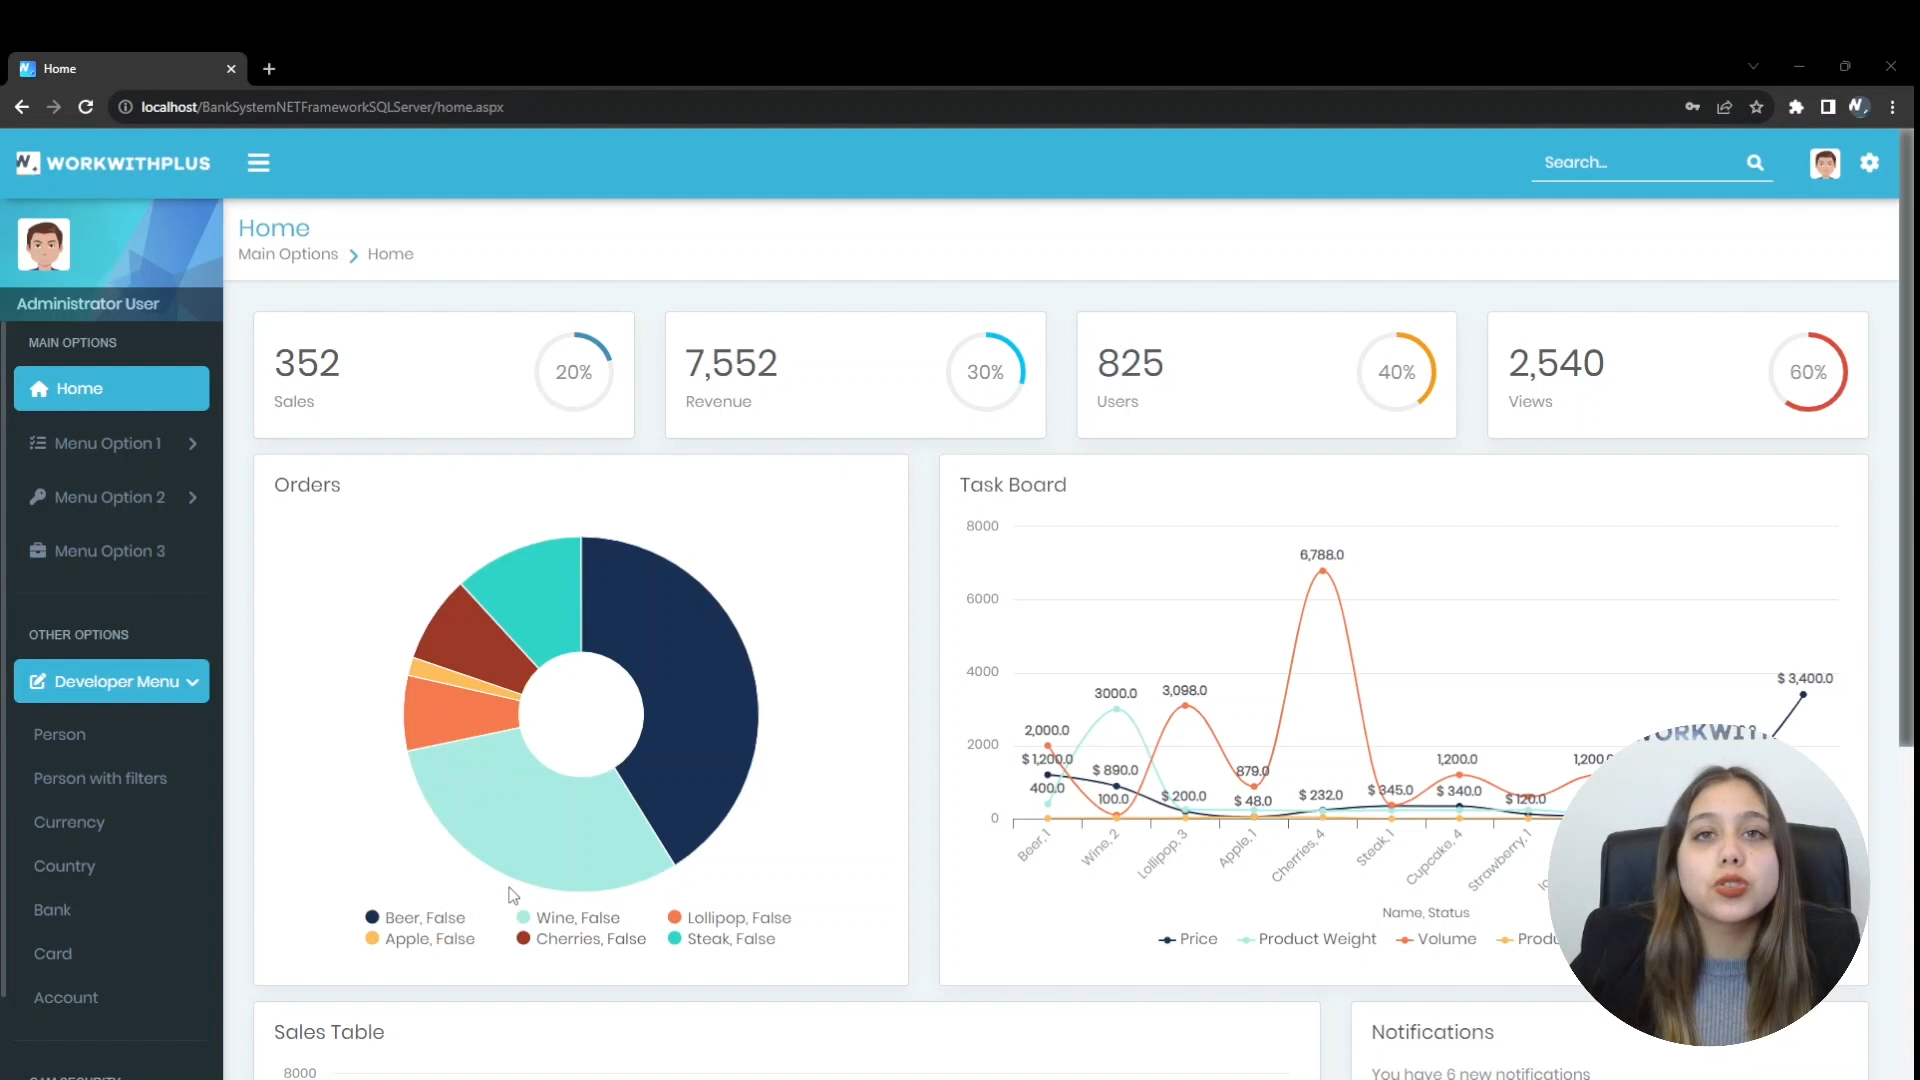 Home
localhost/BankSystemNETFrameworkSQLServer/home.aspx
WORKWITHPLUS
Search...
Administrator User
MAIN OPTIONS
Home
Menu Option 1
Menu Option 2
Menu Option 3
OTHER OPTIONS
Developer Menu
Person
Person with filters
Currency
Country
Bank
Card
Account
Home
Main Options Home
352
Sales
20%
7,552
Revenue
30%
825
Users
40%
2,540
Views
60%
Orders
Beer, False Wine, False Lollipop, False
Apple, False Cherries, False Steak, False
Task Board
8000
6000
4000
2000
0
6,788.0
$ 3,400.0
3000.0
3,098.0
2,000.0
$ 1,200.0
$ 890.0
879.0
1,200.0
1,200.0
400.0
100.0
$ 200.0
$ 48.0
$ 232.0
$ 345.0
$ 340.0
$ 120.0
Beer, 1
Wine, 2
Lollipop, 3
Apple, 1
Cherries, 4
Steak, 1
Cupcake, 4
Strawberry, 1
Name, Status
Price Product Weight Volume
Sales Table
8000
Notifications
You have 6 new notifications